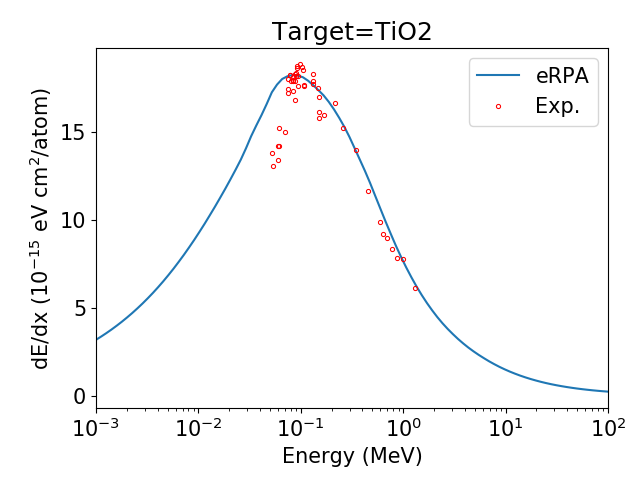 Target=TiO2
dE/dx (10⁻¹⁵ eV cm²/atom)
15
10
5
0
eRPA
Exp.
10⁻³ 10⁻² 10⁻¹ 10⁰ 10¹ 10²
Energy (MeV)